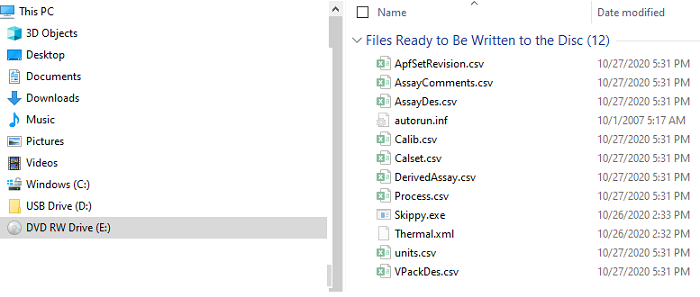 This PC
3D Objects
Desktop
Documents
Downloads
Music
Pictures
Videos
Windows (C:)
USB Drive (D:)
DVD RW Drive (E:)
Name Date modified
Files Ready to Be Written to the Disc (12)
ApfSetRevision.csv 10/27/2020 5:31 PM
AssayComments.csv 10/27/2020 5:31 PM
AssayDes.csv 10/27/2020 5:31 PM
autorun.inf 10/1/2007 5:17 AM
Calib.csv 10/27/2020 5:31 PM
Calset.csv 10/27/2020 5:31 PM
DerivedAssay.csv 10/27/2020 5:31 PM
Process.csv 10/27/2020 5:31 PM
Skippy.exe 10/26/2020 2:33 PM
Thermal.xml 10/26/2020 2:32 PM
units.csv 10/27/2020 5:31 PM
VPackDes.csv 10/27/2020 5:31 PM